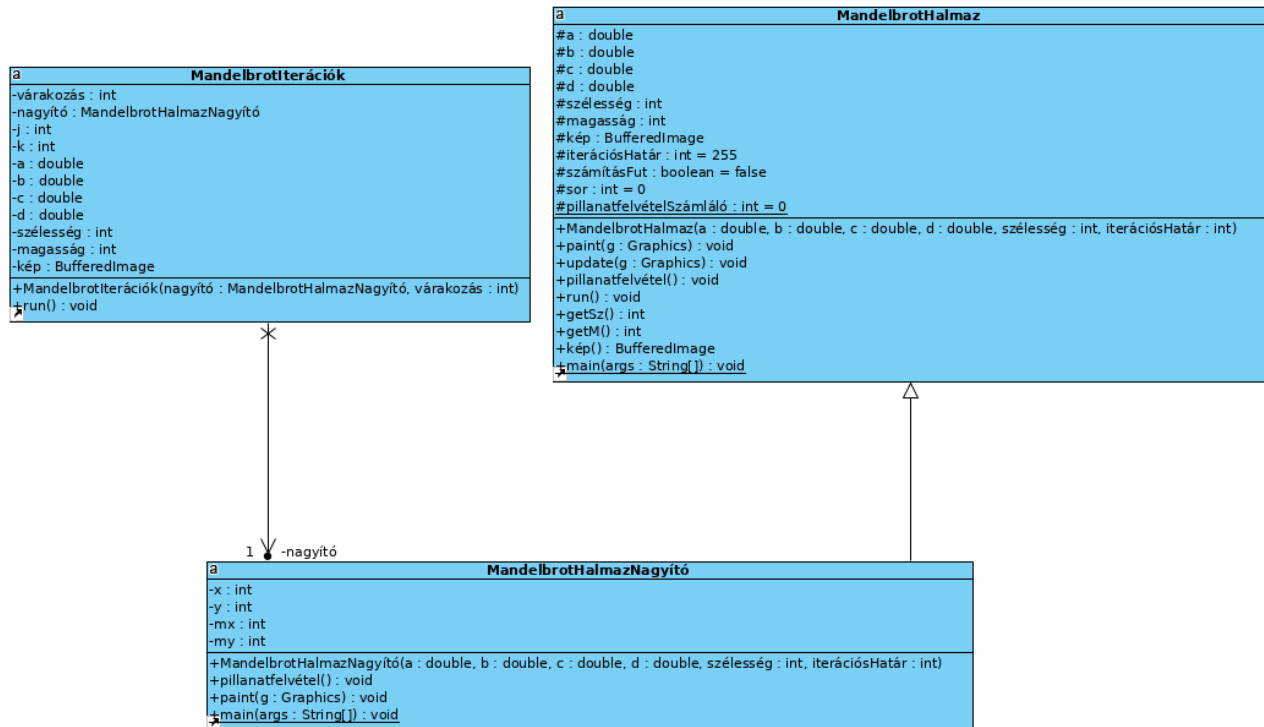 a
MandelbrotIterációk
-várakozás : int
-nagyító : MandelbrotHalmazNagyító
-j : int
-k : int
-a : double
-b : double
-c : double
-d : double
-szélesség : int
-magasság : int
-kép : BufferedImage
+MandelbrotIterációk(nagyító : MandelbrotHalmazNagyító, várakozás : int)
+run() : void
a
MandelbrotHalmaz
#a : double
#b : double
#c : double
#d : double
#szélesség : int
#magasság : int
#kép : BufferedImage
#iterációsHatár : int = 255
#számításFut : boolean = false
#sor : int = 0
#pillanatfelvételSzámláló : int = 0
+MandelbrotHalmaz(a : double, b : double, c : double, d : double, szélesség : int, iterációsHatár : int)
+paint(g : Graphics) : void
+update(g : Graphics) : void
+pillanatfelvétel() : void
+run() : void
+getSz() : int
+getM() : int
+kép() : BufferedImage
+main(args : String[]) : void
1 -nagyító
a
MandelbrotHalmazNagyító
-x : int
-y : int
-mx : int
-my : int
+MandelbrotHalmazNagyító(a : double, b : double, c : double, d : double, szélesség : int, iterációsHatár : int)
+pillanatfelvétel() : void
+paint(g : Graphics) : void
+main(args : String[]) : void